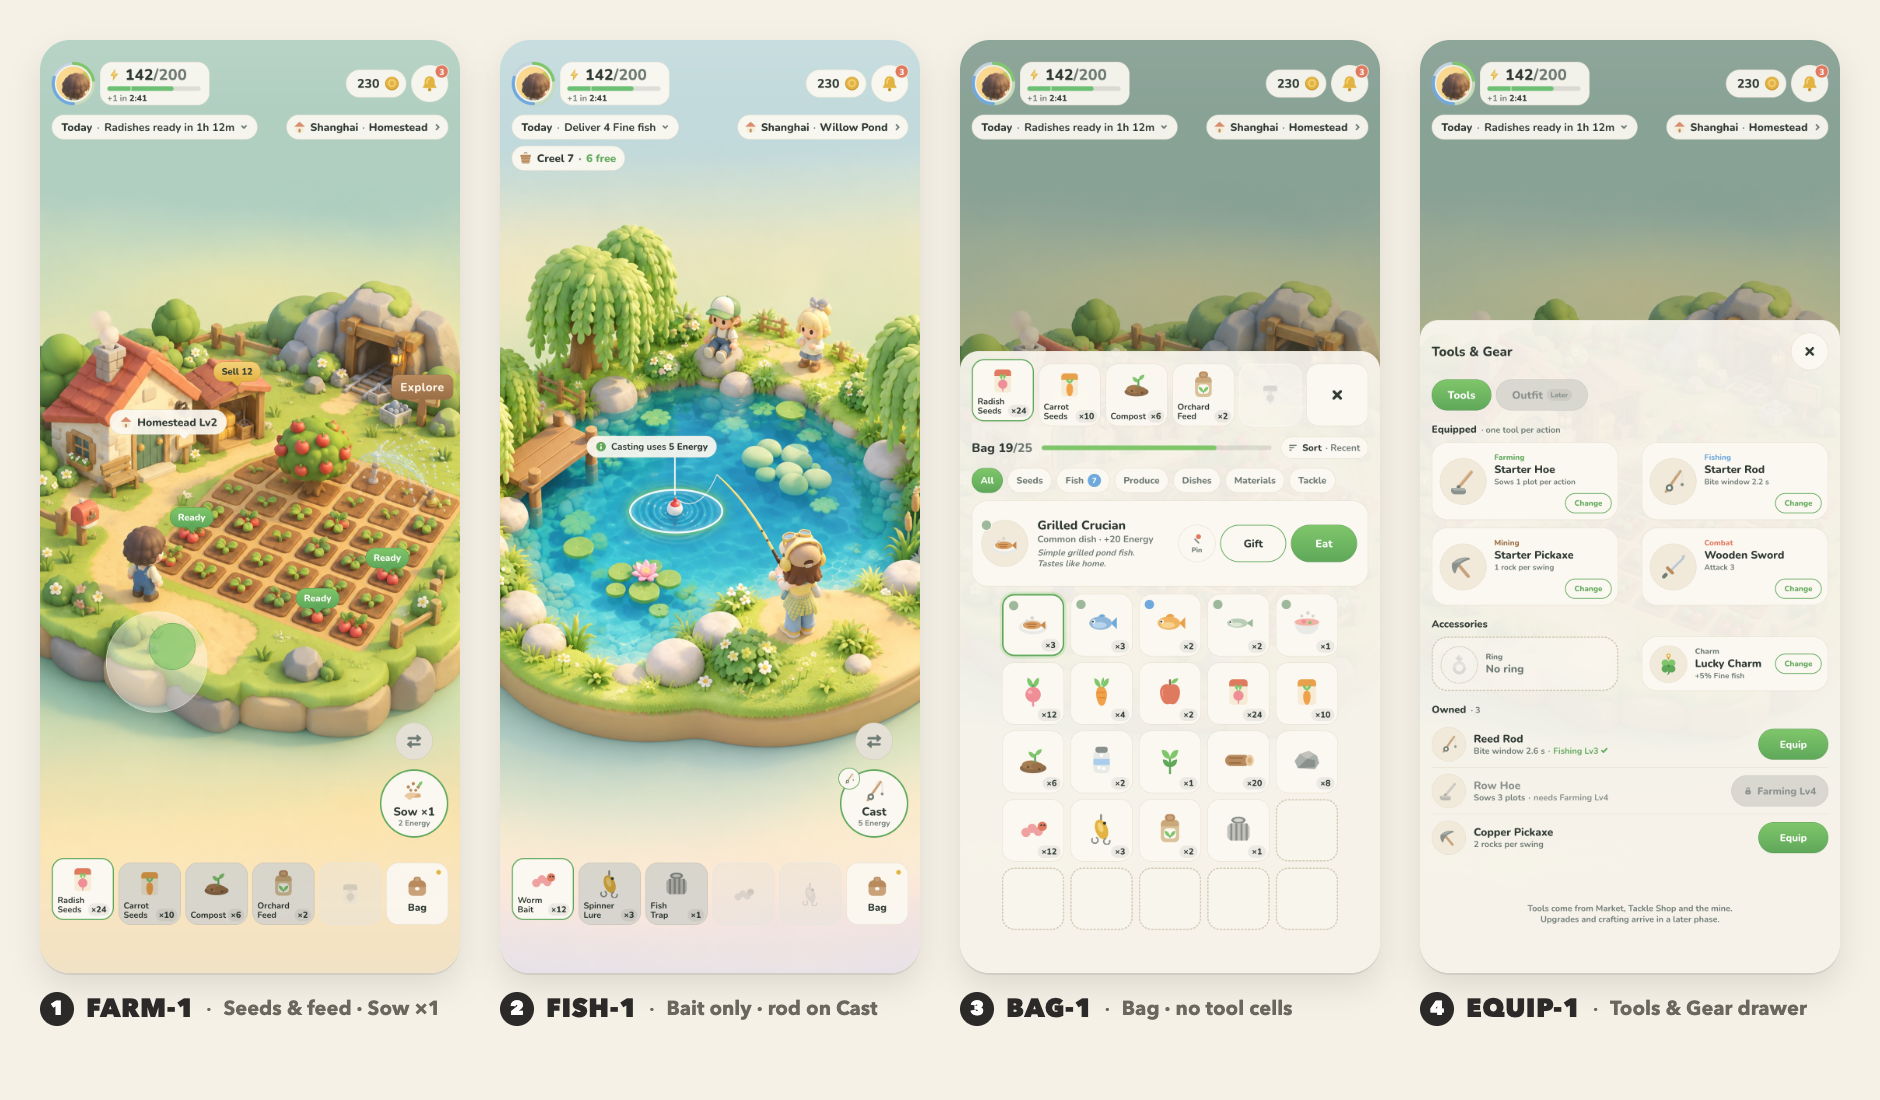 142/200
+1 in 2:41
230
3
Today · Radishes ready in 1h 12m
Shanghai · Homestead
Sell 12
Explore
Homestead Lv2
Ready
Ready
Ready
Sow ×1
2 Energy
Radish
Seeds ×24
Carrot
Seeds ×10
Compost ×6
Orchard
Feed ×2
Bag
1 FARM-1 · Seeds & feed · Sow ×1
142/200
+1 in 2:41
230
3
Today · Deliver 4 Fine fish
Shanghai · Willow Pond
Creel 7 · 6 free
Casting uses 5 Energy
Cast
5 Energy
Worm
Bait ×12
Spinner
Lure ×3
Fish
Trap ×1
Bag
2 FISH-1 · Bait only · rod on Cast
142/200
+1 in 2:41
230
3
Today · Radishes ready in 1h 12m
Shanghai · Homestead
Radish
Seeds ×24
Carrot
Seeds ×10
Compost ×6
Orchard
Feed ×2
Bag 19/25
Sort · Recent
All Seeds Fish 7 Produce Dishes Materials Tackle
Grilled Crucian
Common dish · +20 Energy
Simple grilled pond fish.
Tastes like home.
Pin
Gift
Eat
×3 ×3 ×2 ×2 ×1
×12 ×4 ×2 ×24 ×10
×6 ×2 ×1 ×20 ×8
×12 ×3 ×2 ×1
3 BAG-1 · Bag · no tool cells
142/200
+1 in 2:41
230
3
Today · Radishes ready in 1h 12m
Shanghai · Homestead
Tools & Gear
Tools
Outfit Later
Equipped · one tool per action
Farming
Starter Hoe
Sows 1 plot per action
Change
Fishing
Starter Rod
Bite window 2.2 s
Change
Mining
Starter Pickaxe
1 rock per swing
Change
Combat
Wooden Sword
Attack 3
Change
Accessories
Ring
No ring
Charm
Lucky Charm
+5% Fine fish
Change
Owned · 3
Reed Rod
Bite window 2.6 s · Fishing Lv3
Equip
Row Hoe
Sows 3 plots · needs Farming Lv4
Farming Lv4
Copper Pickaxe
2 rocks per swing
Equip
Tools come from Market, Tackle Shop and the mine.
Upgrades and crafting arrive in a later phase.
4 EQUIP-1 · Tools & Gear drawer